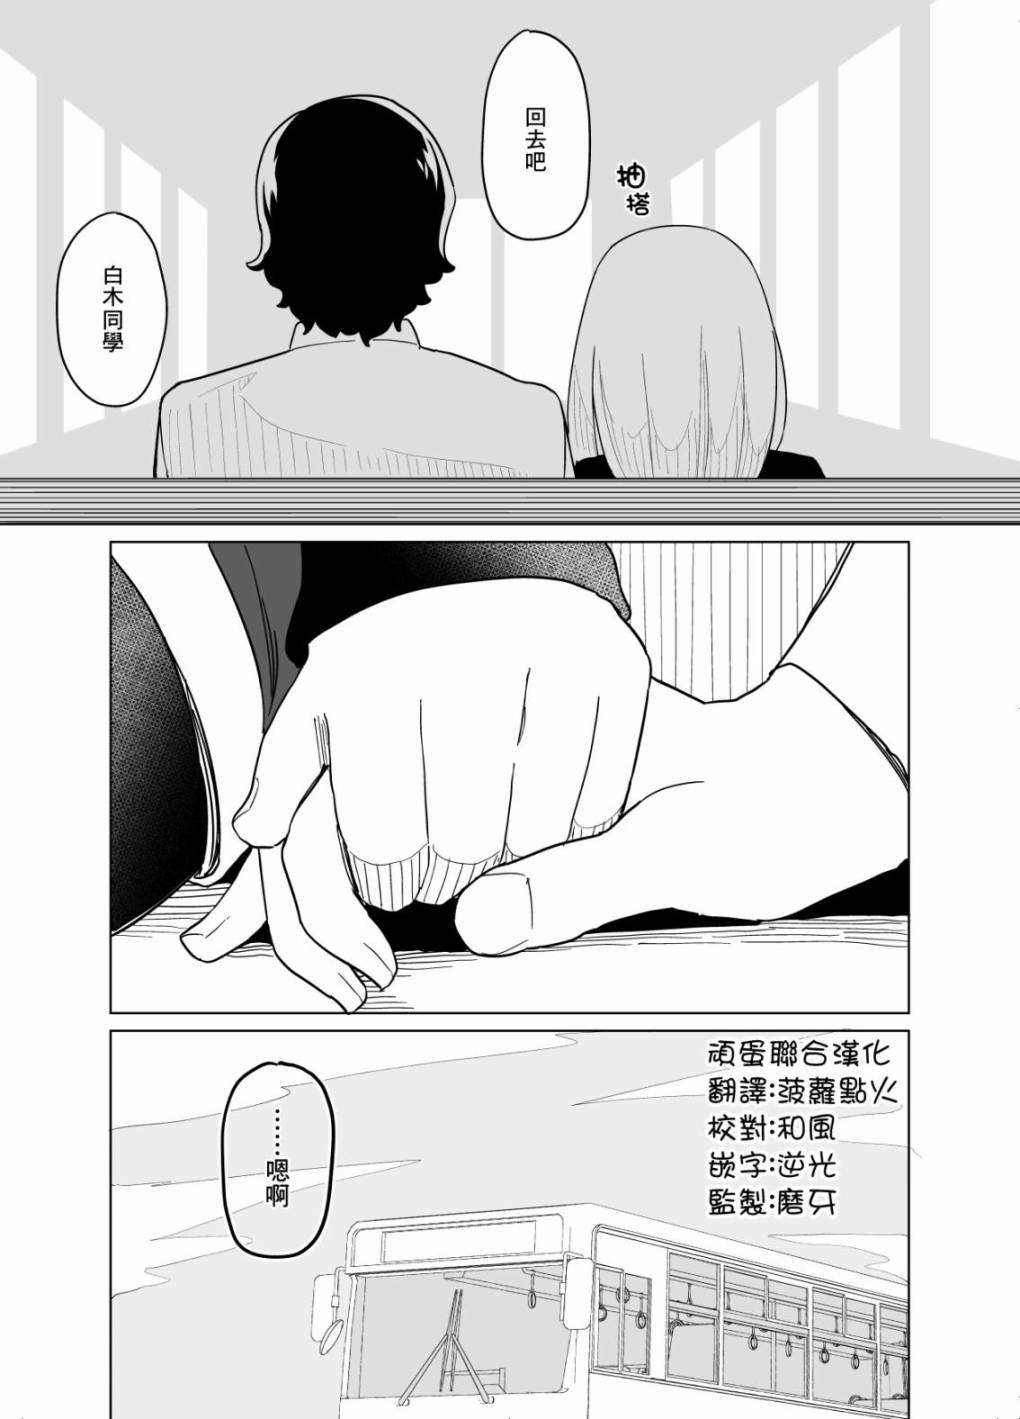 回去吧
抽搭
白木同學
頑蛋聯合漢化
翻譯:菠蘿點火
校對:和風
嵌字:逆光
監製:磨牙
……嗯啊